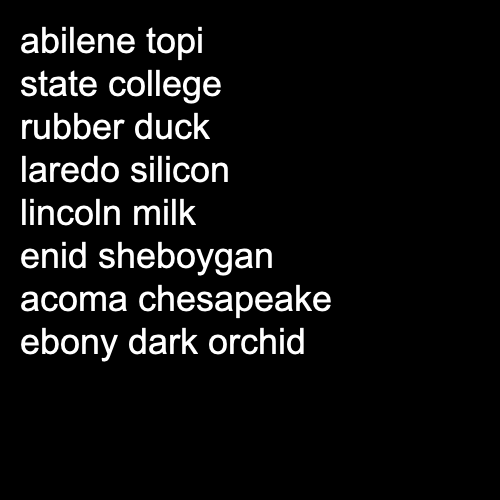 abilene topi
state college
rubber duck
laredo silicon
lincoln milk
enid sheboygan
acoma chesapeake
ebony dark orchid